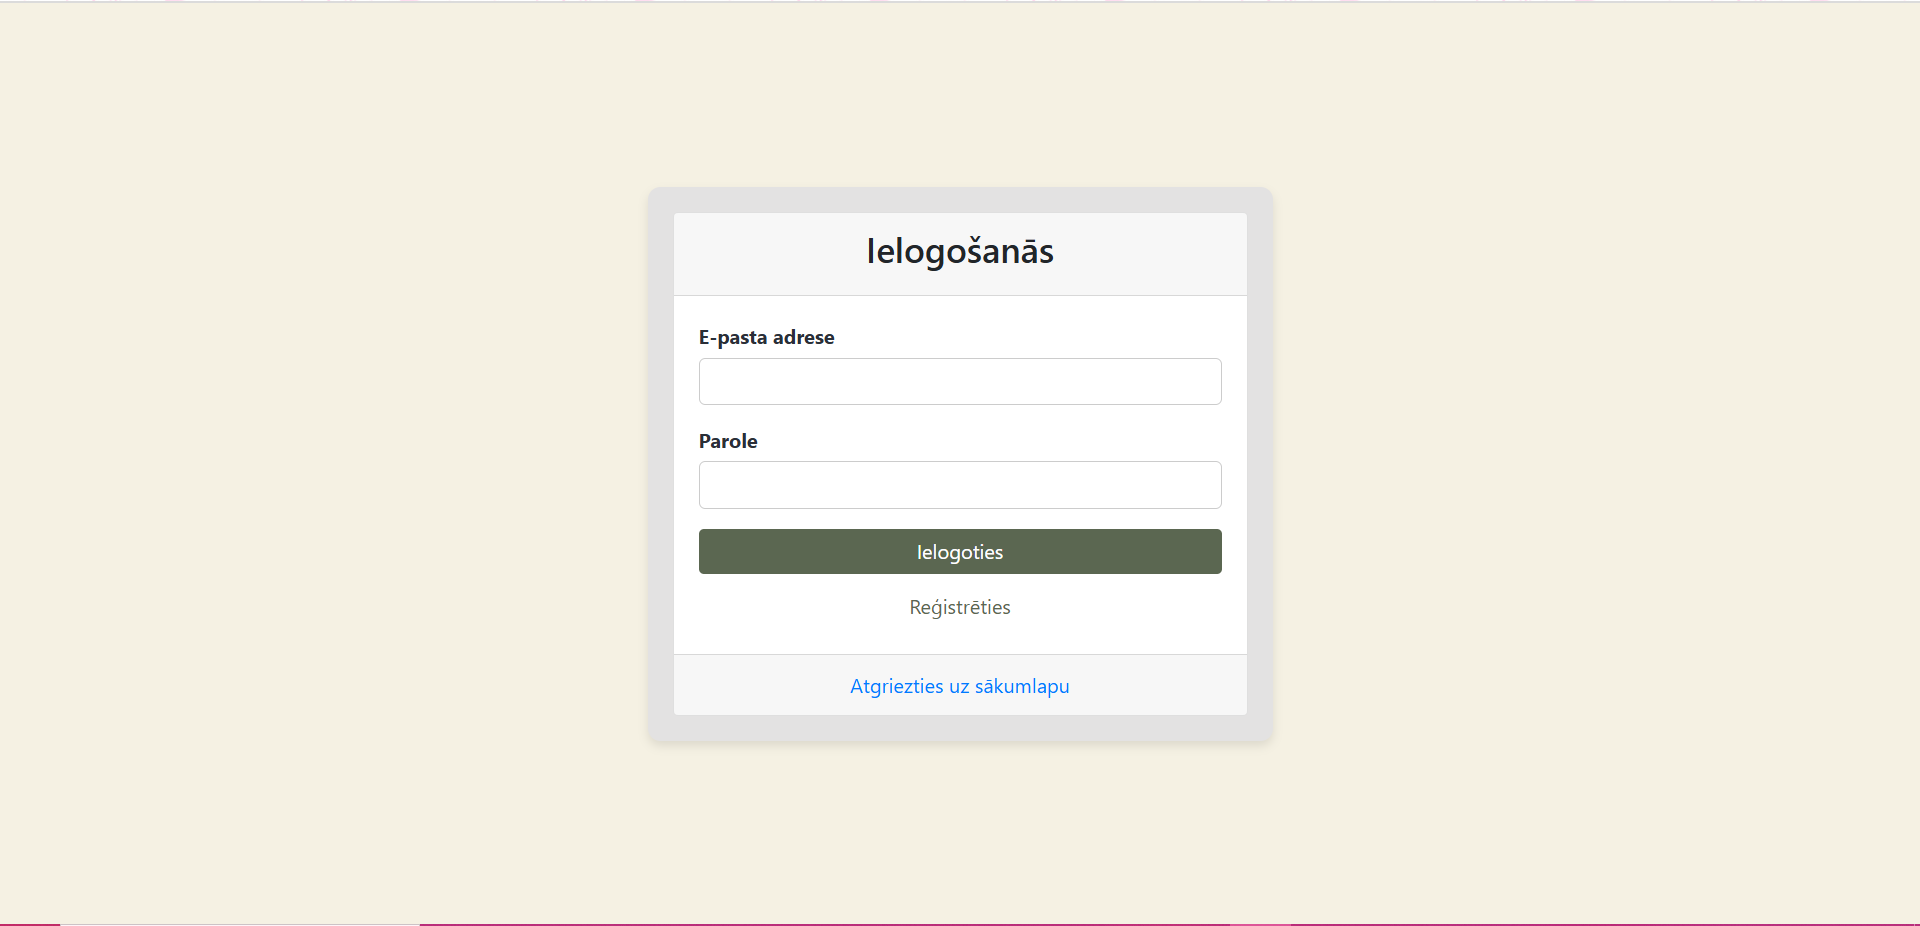 Ielogošanās
E-pasta adrese
Parole
Ielogoties
Reģistrēties
Atgriezties uz sākumlapu